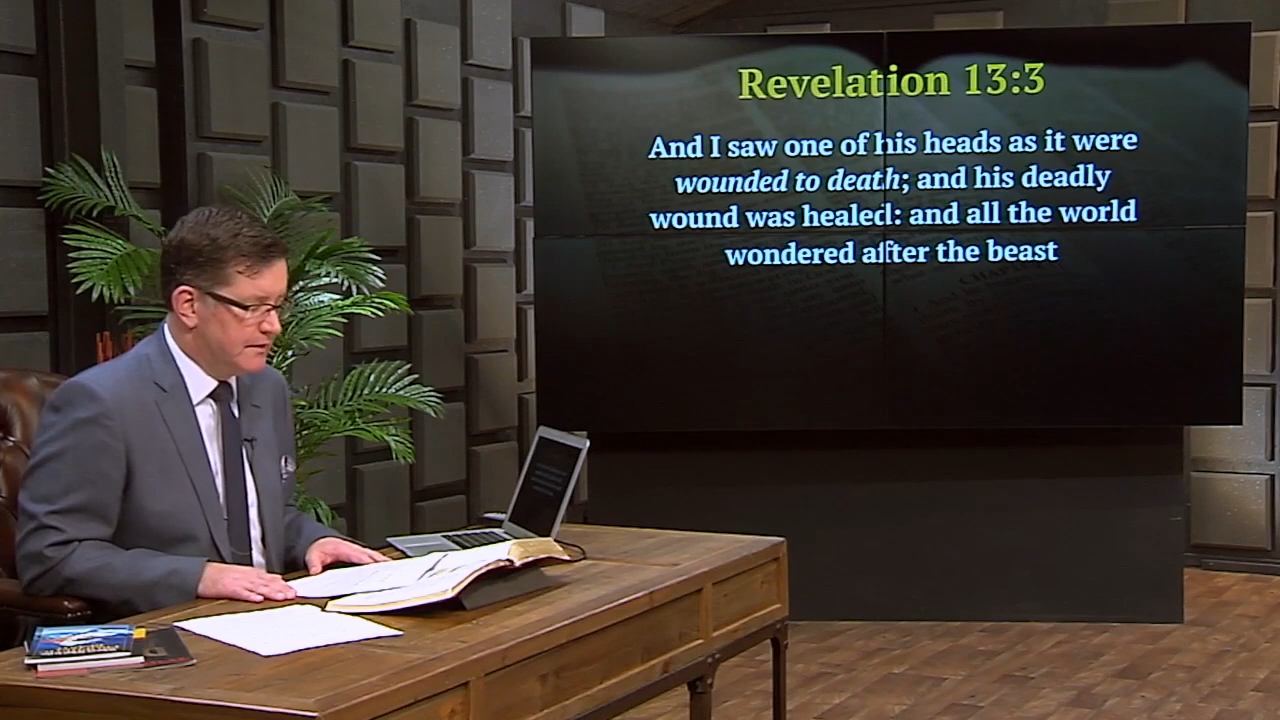 Revelation 13:3
And I saw one of his heads as it were
wounded to death; and his deadly
wound was healed: and all the world
wondered after the beast